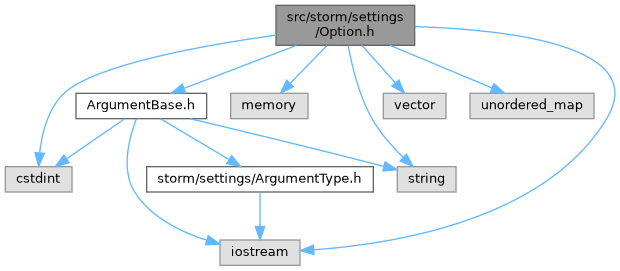 src/storm/settings
/Option.h
ArgumentBase.h
memory
vector
unordered_map
cstdint
storm/settings/ArgumentType.h
string
iostream